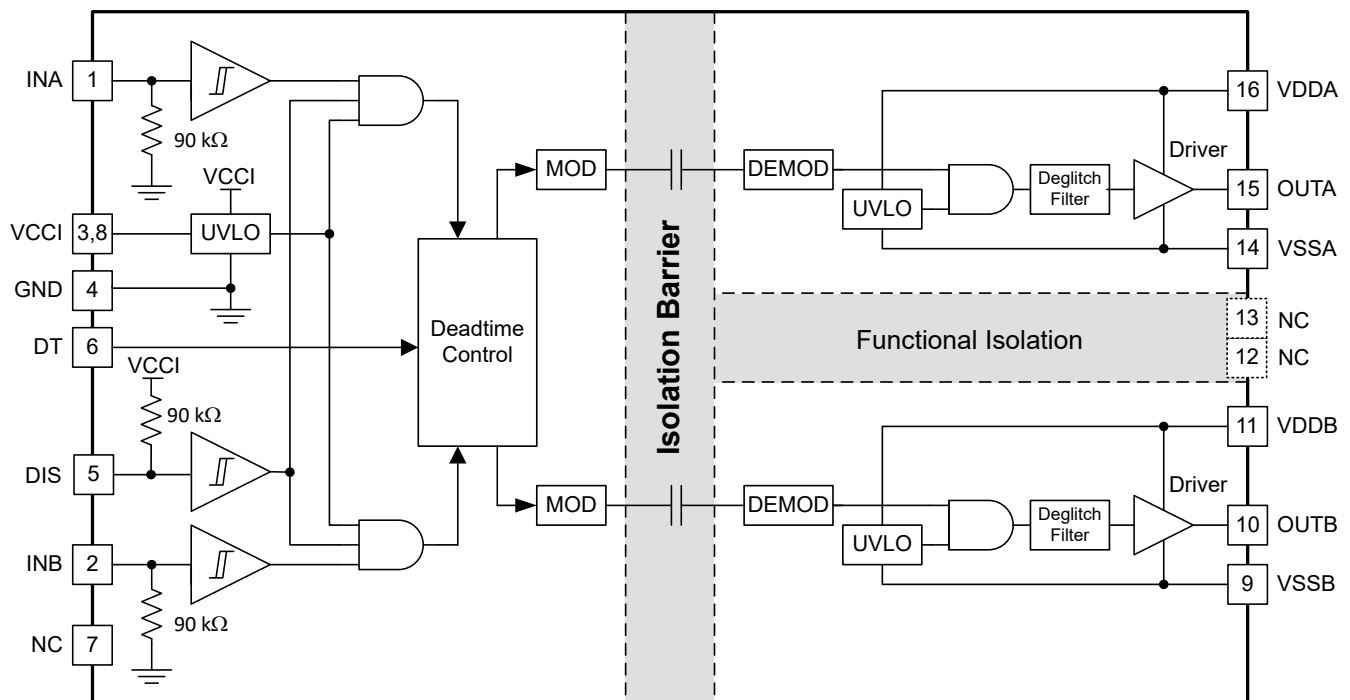 INA
1
90 kΩ
VCCI
VCCI
3,8
UVLO
GND
4
DT
6
VCCI
90 kΩ
DIS
5
INB
2
90 kΩ
NC
7
Deadtime
Control
MOD
MOD
Isolation Barrier
DEMOD
UVLO
Deglitch
Filter
Driver
16
VDDA
15
OUTA
14
VSSA
Functional Isolation
13
NC
12
NC
DEMOD
UVLO
Deglitch
Filter
Driver
11
VDDB
10
OUTB
9
VSSB